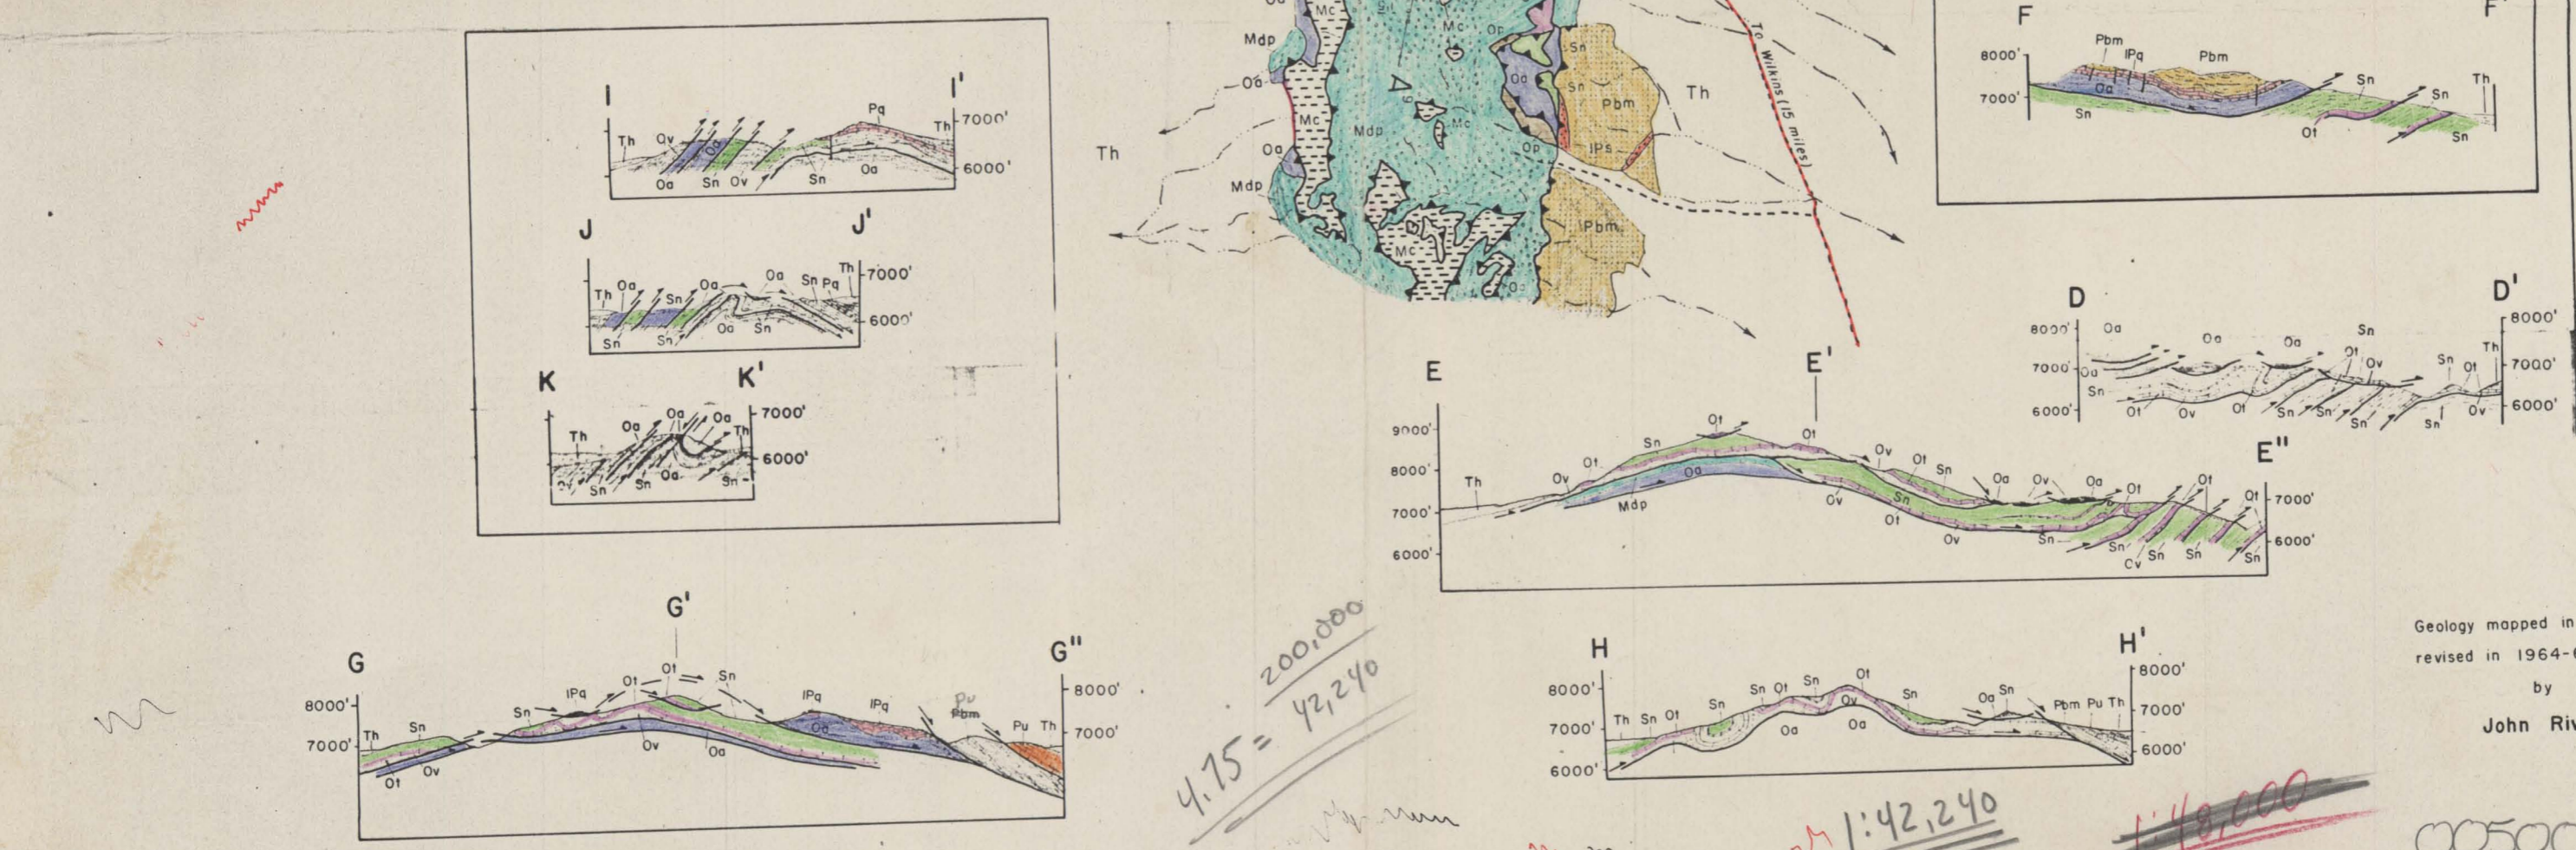 I I'
Pq
Th Ov Oa Th
7000'
6000'
Oa Sn Ov Sn Oa
J J'
Th Oa Sn Oa Oa Sn Pq Th
7000'
6000'
Sn Sn Oa Sn
K K'
Th Oa Oa Oa Th
7000'
6000'
Sn Sn Oa Sn
Mc
Mdp Mc Op Sn
Oa Oa Sn
Th Mc Mdp Mc Pbm Th
Oa Op IPs
Mdp
Mc Pbm
To Wilkins (15 miles)
F F'
8000'
7000'
Pbm IPq Pbm Sn Sn Th
Oa
Sn Ot Sn
D D'
8000' 8000'
7000' 7000'
6000' 6000'
Oa Oa Oa Sn Ot Ov Sn Ot Th
Oa
Sn
Ot Ov Ot Sn Sn Sn Sn Ov
E E' E"
9000'
8000'
7000' 7000'
6000' 6000'
Th Ov Ot Sn Ot Ot Ov Ot Sn Oa Ov Oa Ot Ot Ot
Oa
Mdp Ov Sn Ot Ov Sn Sn Sn Sn Sn
G G' G"
8000' 8000'
7000' 7000'
Th Sn Sn IPq Ot Ot Sn IPq IPq Pu
Pbm Pu Th
Oa
Ot Ov Ov Oa
200,000
4.75 = 42,240
H H'
8000' 8000'
7000' 7000'
6000' 6000'
Th Sn Ot Sn Sn Ot Sn Ot Sn Oa Sn Pbm Pu Th
Ov
Oa Oa
Geology mapped in
revised in 1964-
by
John Riv
1:42,240
1:48,000
00500